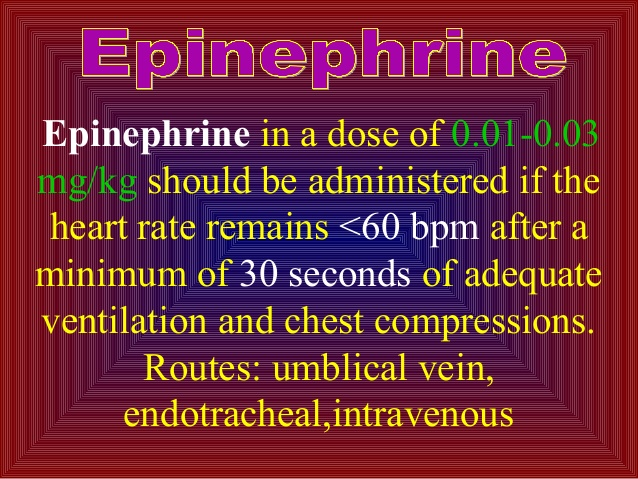 Epinephrine
Epinephrine in a dose of 0.01-0.03
mg/kg should be administered if the
heart rate remains <60 bpm after a
minimum of 30 seconds of adequate
ventilation and chest compressions.
Routes: umblical vein,
endotracheal,intravenous